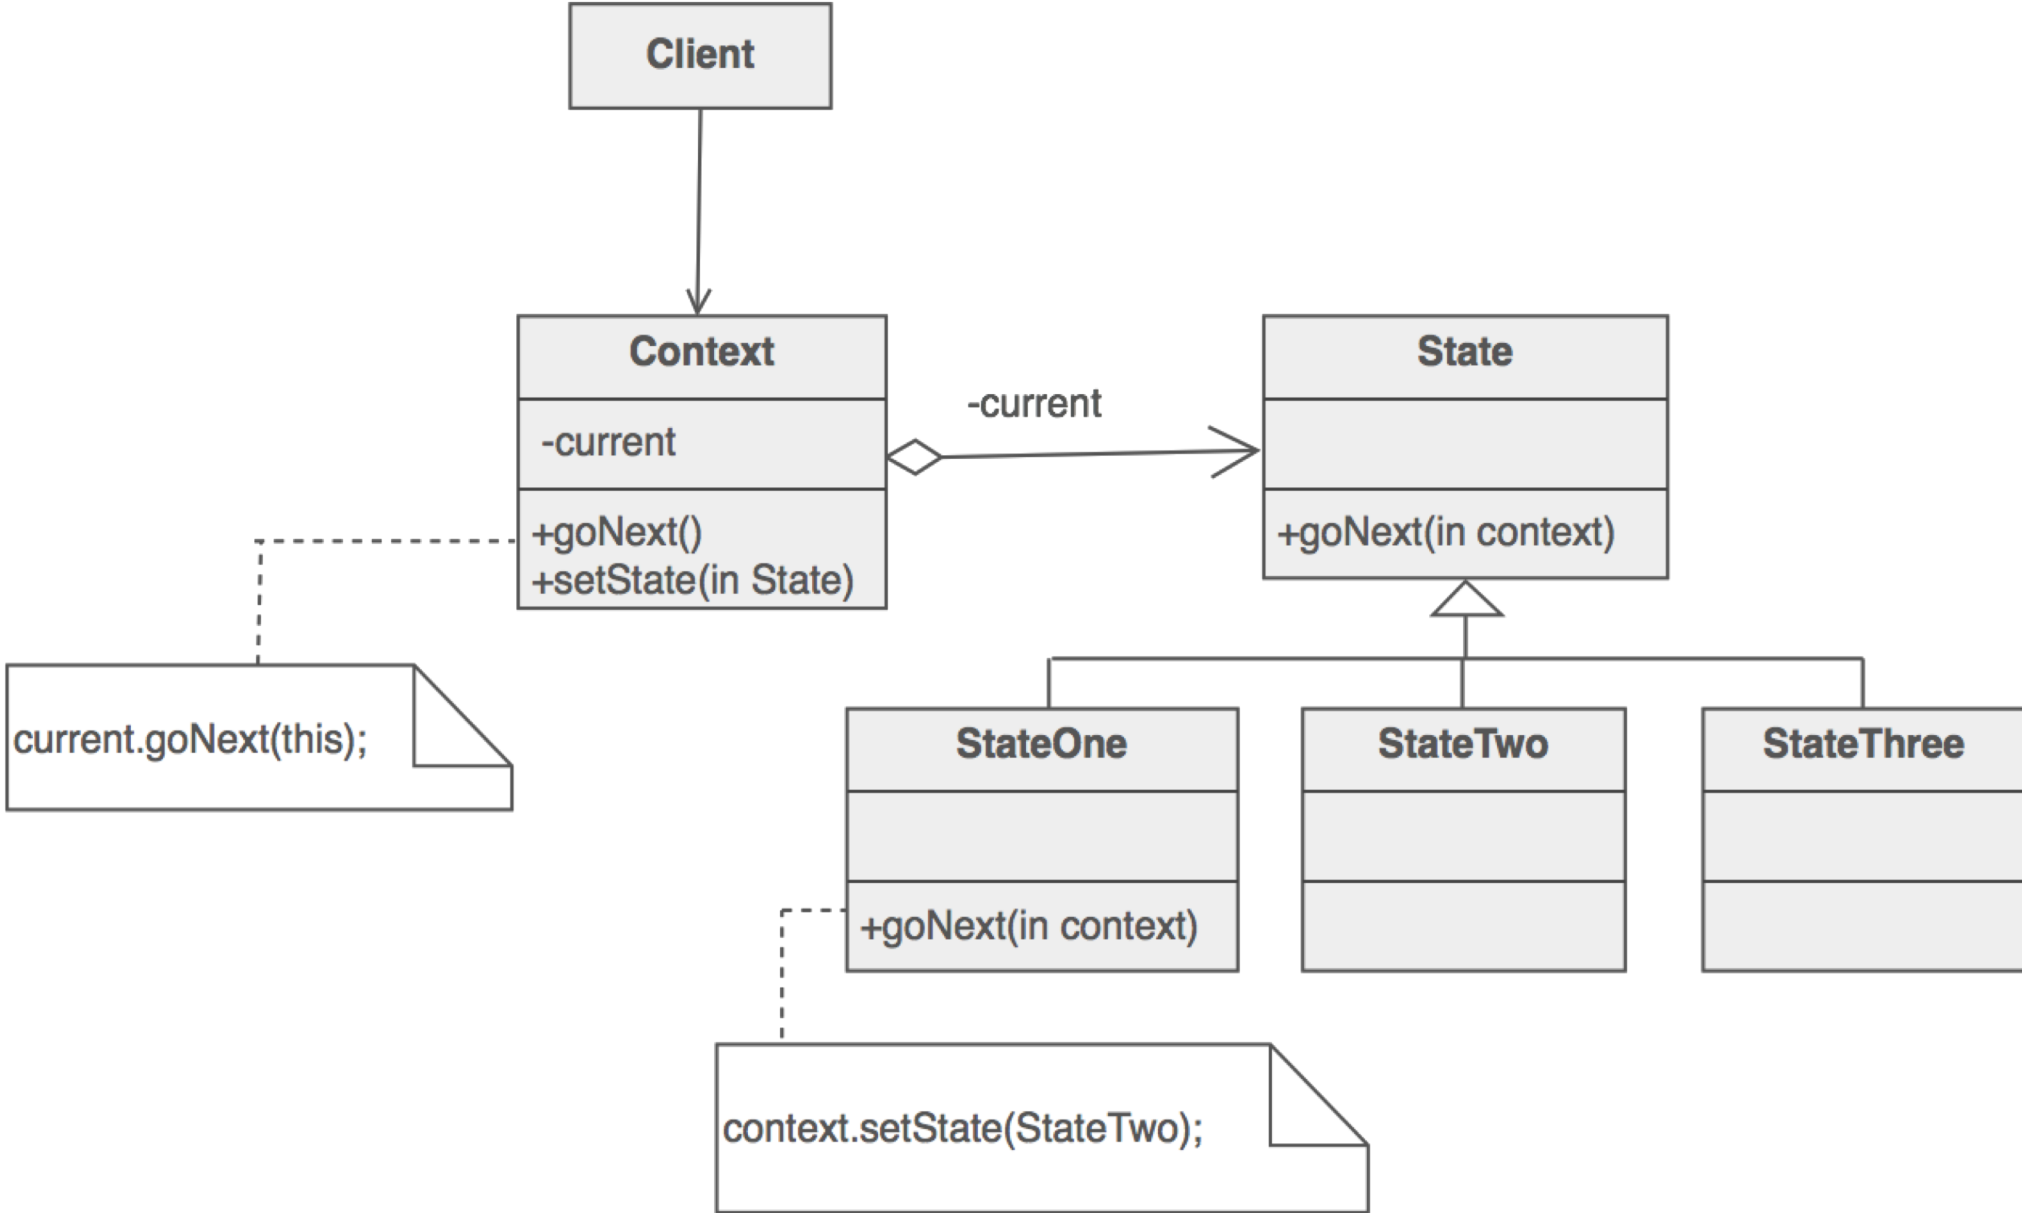 Client
Context
-current
+goNext()
+setState(in State)
-current
State
+goNext(in context)
current.goNext(this);
StateOne
+goNext(in context)
StateTwo
StateThree
context.setState(StateTwo);